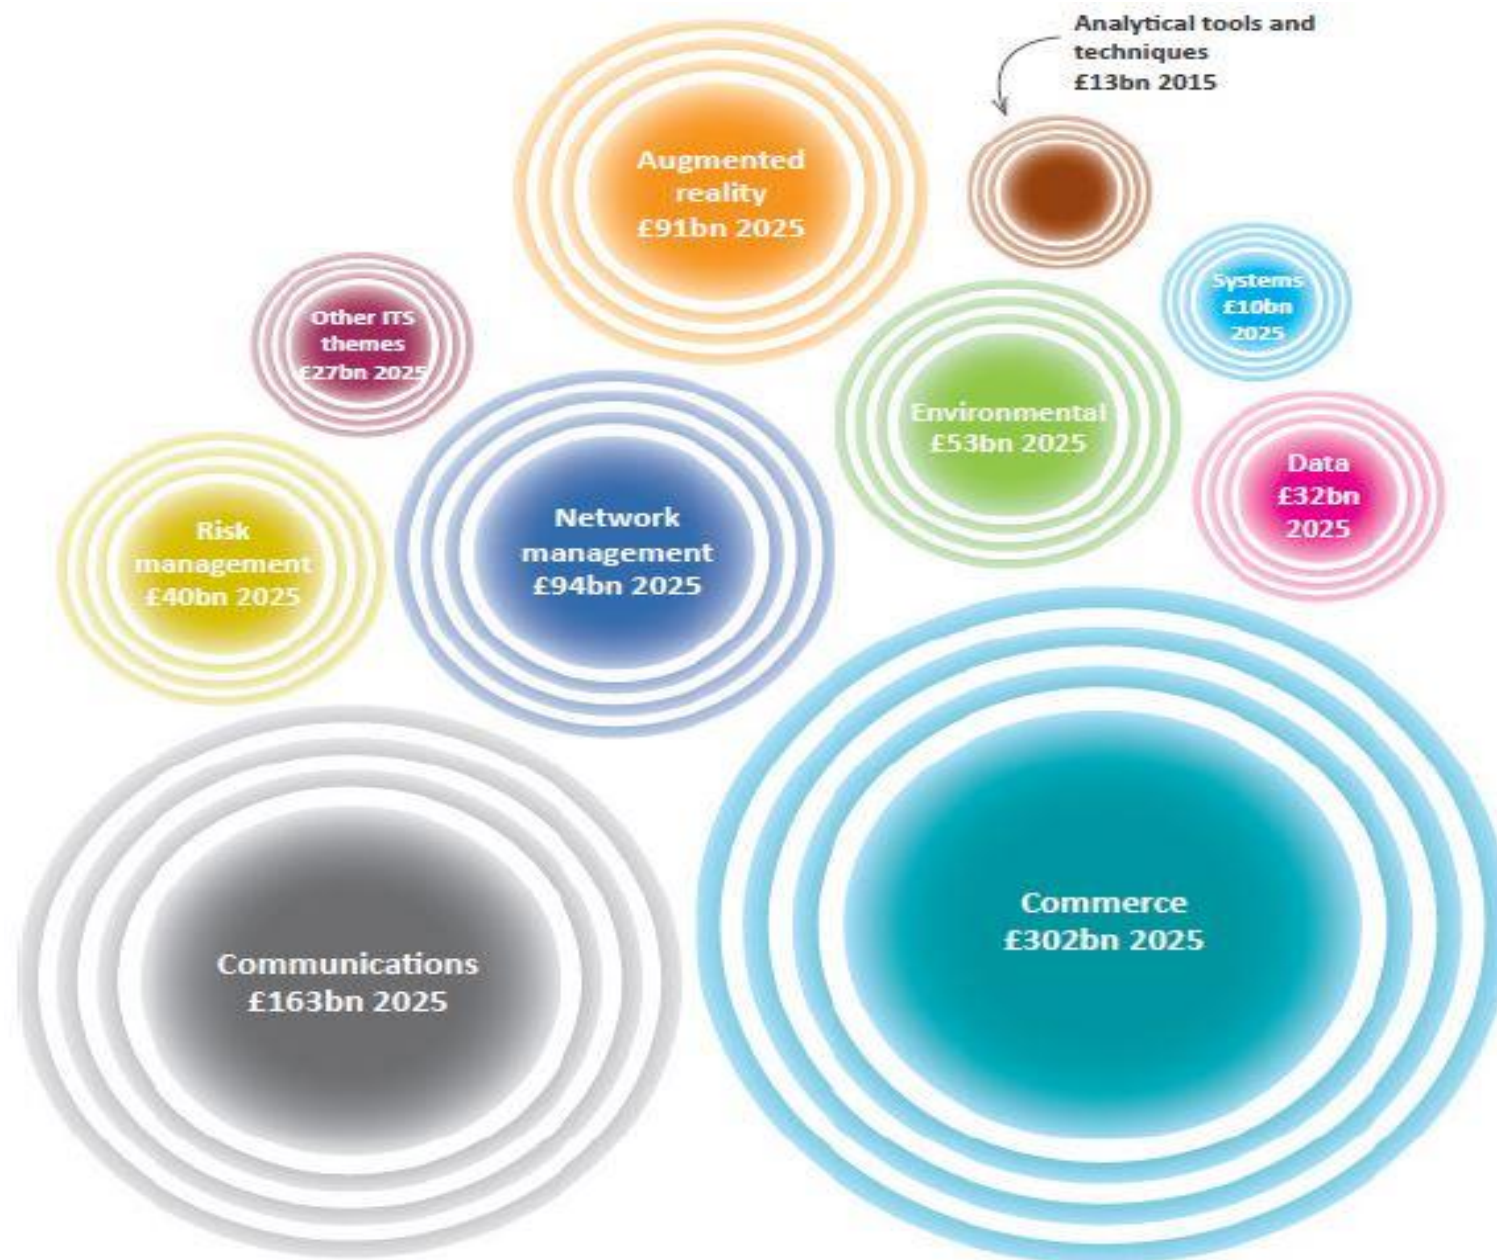 Analytical tools and
techniques
£13bn 2015
Augmented
reality
£91bn 2025
Systems
£10bn
2025
Other ITS
themes
£27bn 2025
Environmental
£53bn 2025
Data
£32bn
2025
Risk
management
£40bn 2025
Network
management
£94bn 2025
Commerce
£302bn 2025
Communications
£163bn 2025